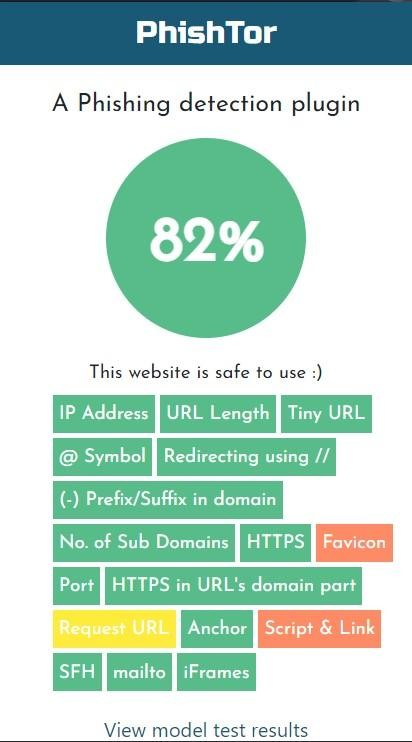 PhishTor
A Phishing detection plugin
82%
This website is safe to use :)
IP Address URL Length Tiny URL
@ Symbol Redirecting using //
(-) Prefix/Suffix in domain
No. of Sub Domains HTTPS Favicon
Port HTTPS in URL's domain part
Request URL Anchor Script & Link
SFH mailto iFrames
View model test results